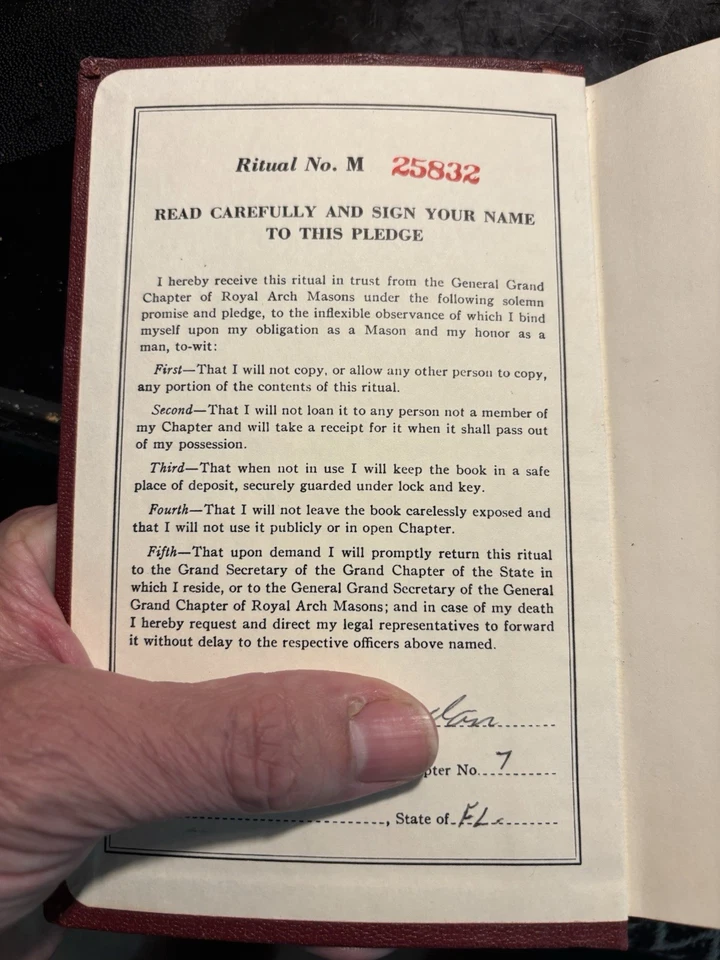 Ritual No. M 25832
READ CAREFULLY AND SIGN YOUR NAME
TO THIS PLEDGE
I hereby receive this ritual in trust from the General Grand
Chapter of Royal Arch Masons under the following solemn
promise and pledge, to the inflexible observance of which I bind
myself upon my obligation as a Mason and my honor as a
man, to-wit:
First—That I will not copy, or allow any other person to copy,
any portion of the contents of this ritual.
Second—That I will not loan it to any person not a member of
my Chapter and will take a receipt for it when it shall pass out
of my possession.
Third—That when not in use I will keep the book in a safe
place of deposit, securely guarded under lock and key.
Fourth—That I will not leave the book carelessly exposed and
that I will not use it publicly or in open Chapter.
Fifth—That upon demand I will promptly return this ritual
to the Grand Secretary of the Grand Chapter of the State in
which I reside, or to the General Grand Secretary of the General
Grand Chapter of Royal Arch Masons; and in case of my death
I hereby request and direct my legal representatives to forward
it without delay to the respective officers above named.
pter No. 7
, State of FL.